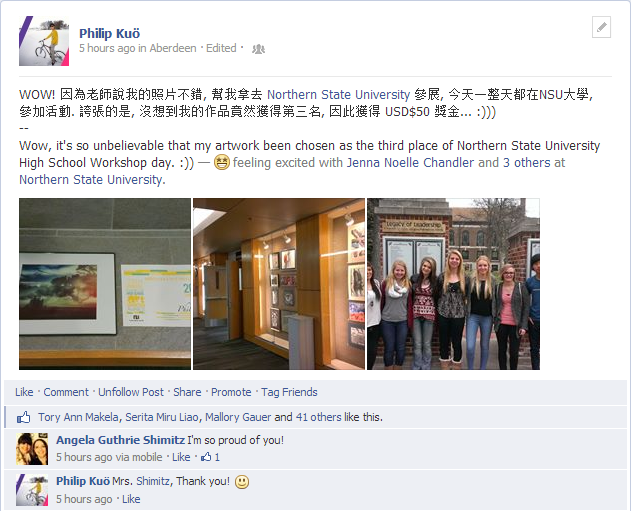 Philip Kuö
5 hours ago in Aberdeen · Edited ·
WOW! 因為老師說我的照片不錯, 幫我拿去 Northern State University 參展, 今天一整天都在NSU大學,
參加活動. 誇張的是, 沒想到我的作品竟然獲得第三名, 因此獲得 USD$50 獎金... :)))
--
Wow, it's so unbelievable that my artwork been chosen as the third place of Northern State University
High School Workshop day. :)) — feeling excited with Jenna Noelle Chandler and 3 others at
Northern State University.
Legacy of Leadership
Like · Comment · Unfollow Post · Share · Promote · Tag Friends
Tory Ann Makela, Serita Miru Liao, Mallory Gauer and 41 others like this.
Angela Guthrie Shimitz I'm so proud of you!
5 hours ago via mobile · Like · 1
Philip Kuö Mrs. Shimitz, Thank you!
5 hours ago · Like